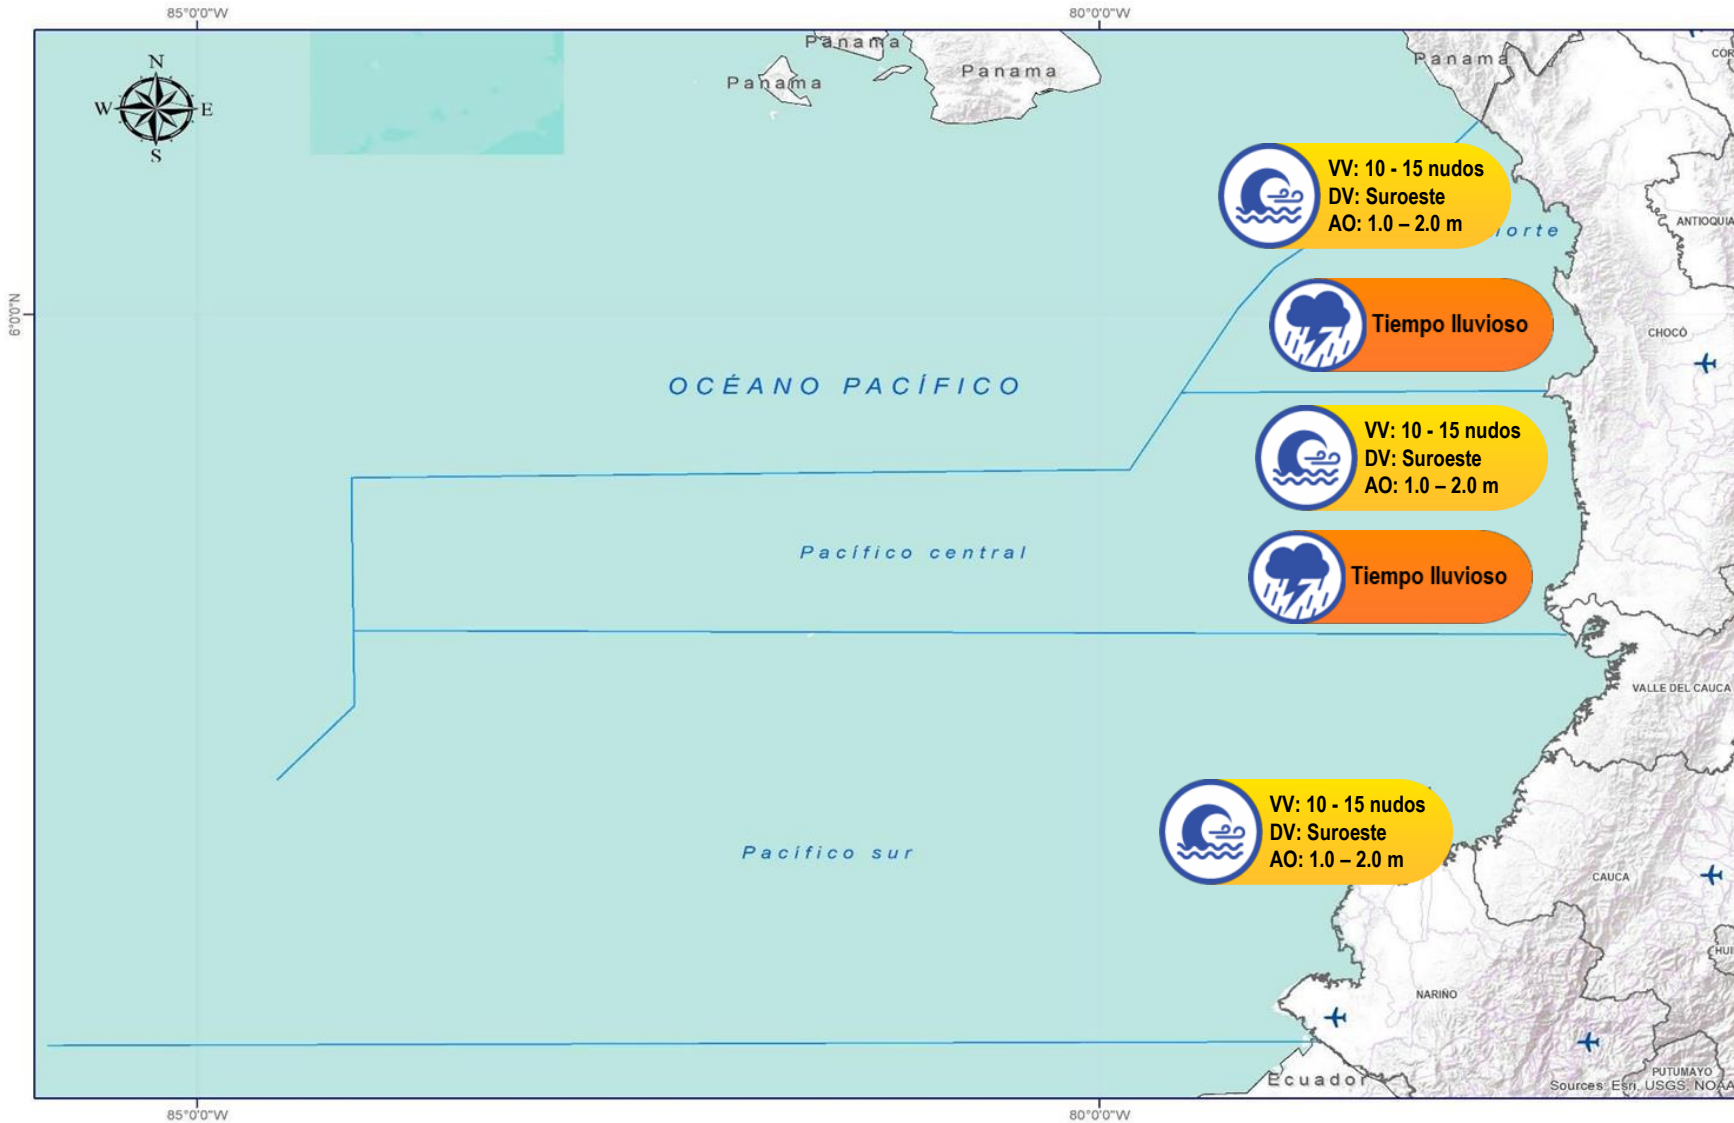 85°0'0"W
80°0'0"W
Panama
Panama
Panama
Panama
N
W
E
S
VV: 10 - 15 nudos
DV: Suroeste
AO: 1.0 – 2.0 m
ANTIOQUIA
6°0'0"N
Tiempo lluvioso
CHOCÓ
OCÉANO PACÍFICO
VV: 10 - 15 nudos
DV: Suroeste
AO: 1.0 – 2.0 m
Pacífico central
Tiempo lluvioso
VALLE DEL CAUCA
VV: 10 - 15 nudos
DV: Suroeste
AO: 1.0 – 2.0 m
Pacífico sur
CAUCA
NARIÑO
PUTUMAYO
Ecuador
Sources: Esri, USGS, NOAA
85°0'0"W
80°0'0"W